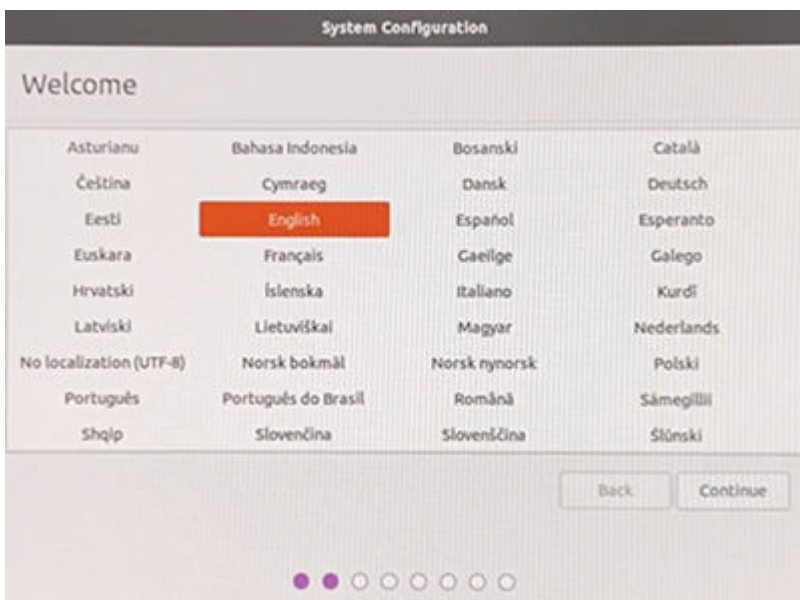 System Configuration
Welcome
Asturianu Bahasa Indonesia Bosanski Català
Čeština Cymraeg Dansk Deutsch
Eesti English Español Esperanto
Euskara Français Gaeilge Galego
Hrvatski Íslenska Italiano Kurdî
Latviski Lietuviškai Magyar Nederlands
No localization (UTF-8) Norsk bokmål Norsk nynorsk Polski
Português Português do Brasil Română Sámegillii
Shqip Slovenčina Slovenščina Ślůnski
Back Continue